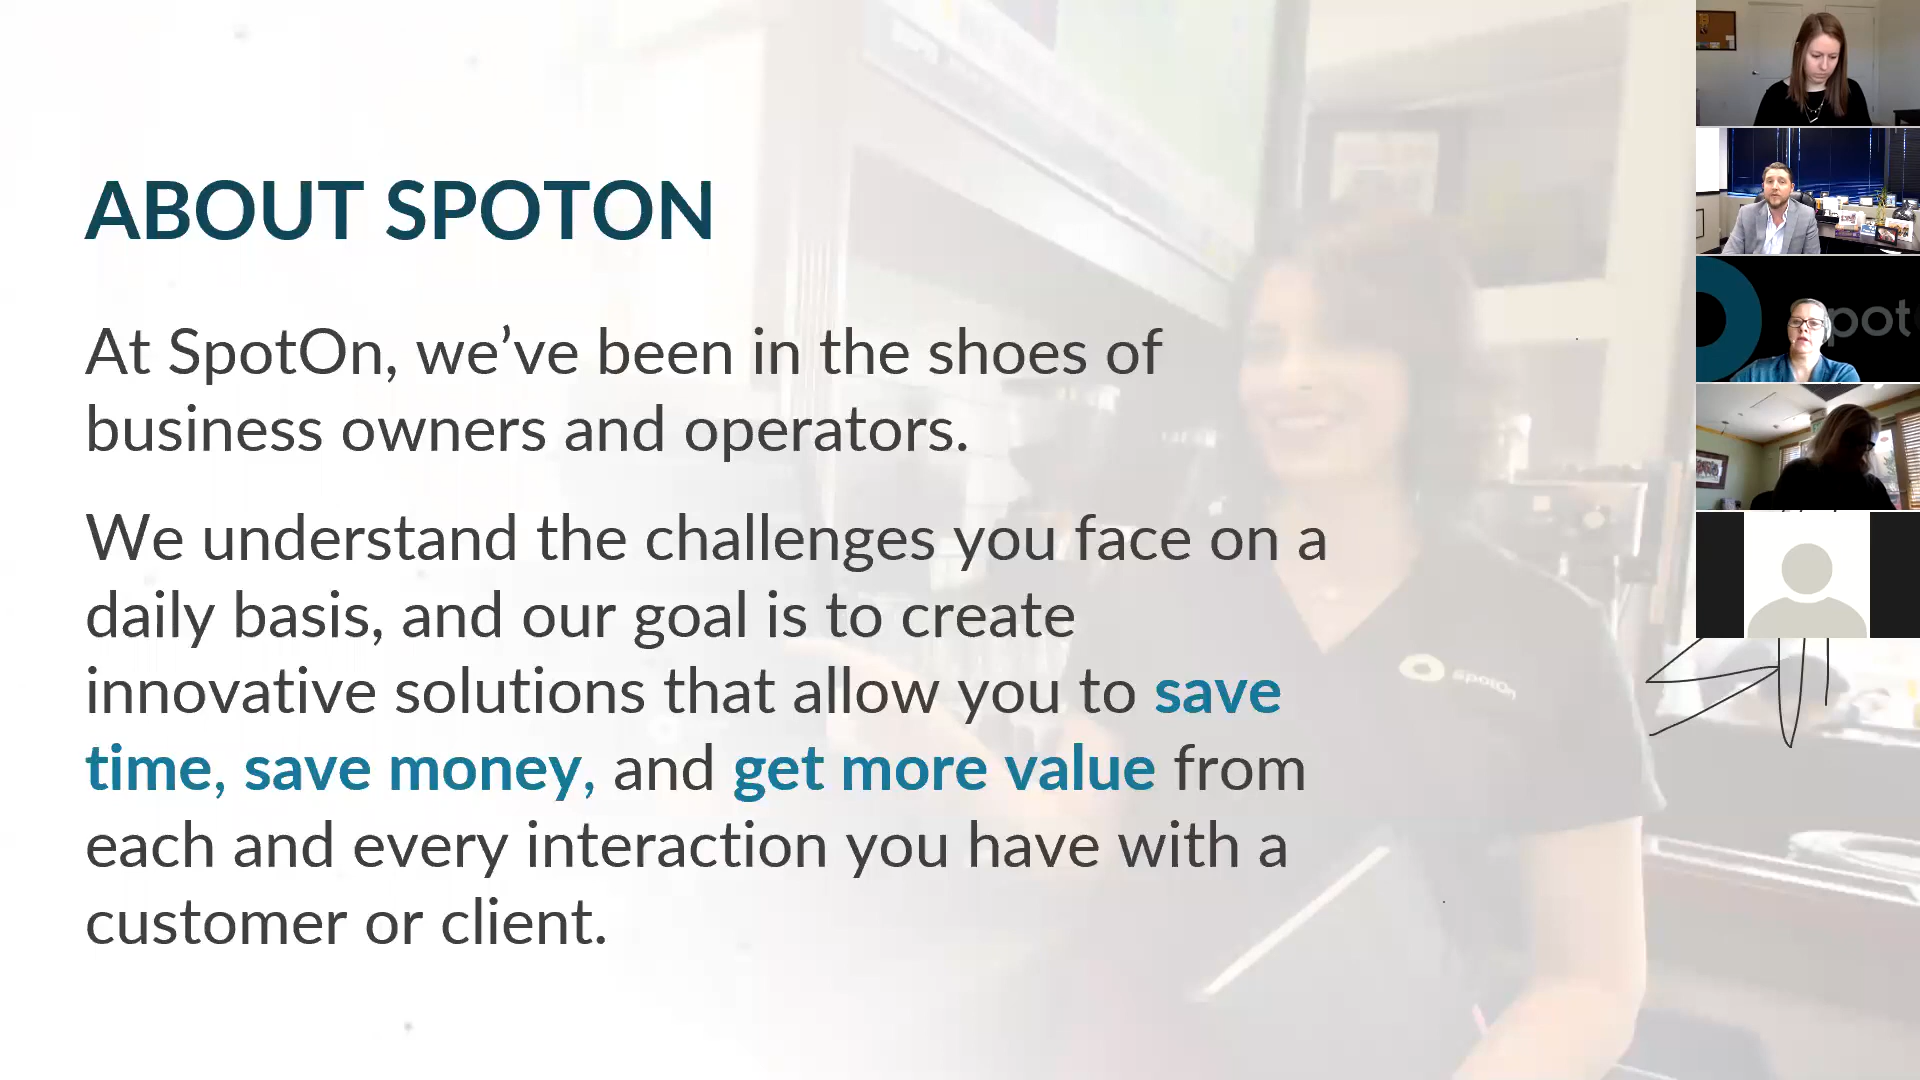 ABOUT SPOTON
At SpotOn, we’ve been in the shoes of
business owners and operators.
We understand the challenges you face on a
daily basis, and our goal is to create
innovative solutions that allow you to save
time, save money, and get more value from
each and every interaction you have with a
customer or client.
spotOn
spot